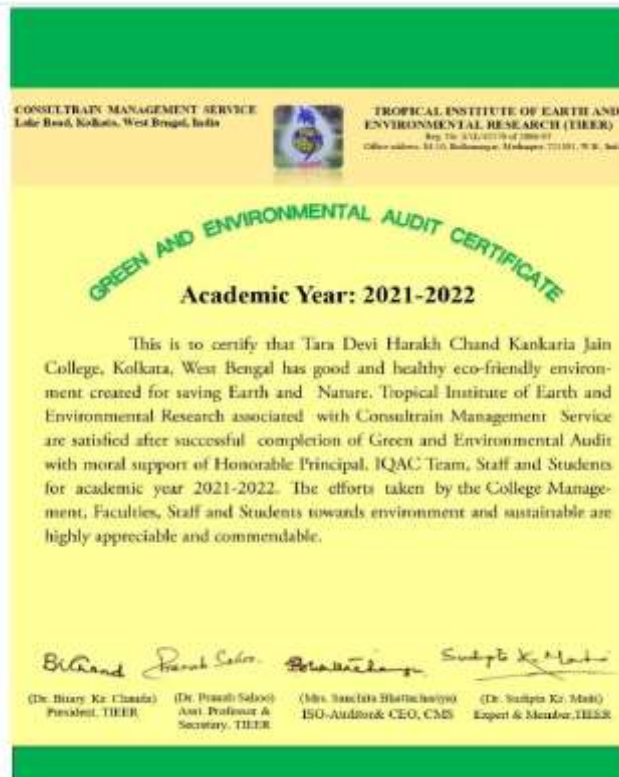 CONSULTRAIN MANAGEMENT SERVICE
Lake Road, Kolkata, West Bengal, India
TROPICAL INSTITUTE OF EARTH AND
ENVIRONMENTAL RESEARCH (TIEER)
GREEN AND ENVIRONMENTAL AUDIT CERTIFICATE
Academic Year: 2021-2022
This is to certify that Tara Devi Harakh Chand Kankaria Jain
College, Kolkata, West Bengal has good and healthy eco-friendly environ-
ment created for saving Earth and Nature. Tropical Institute of Earth and
Environmental Research associated with Consultrain Management Service
are satisfied after successful completion of Green and Environmental Audit
with moral support of Honorable Principal, IQAC Team, Staff and Students
for academic year 2021-2022. The efforts taken by the College Manage-
ment, Faculties, Staff and Students towards environment and sustainable are
highly appreciable and commendable.
(Dr. Binay Kr. Chanda)
President, TIEER
(Dr. Pranab Sahoo)
Asst. Professor &
Secretary, TIEER
(Mrs. Sanchita Bhattacharya)
ISO-Auditor& CEO, CMS
(Dr. Sudipta Kr. Maiti)
Expert & Member,TIEER